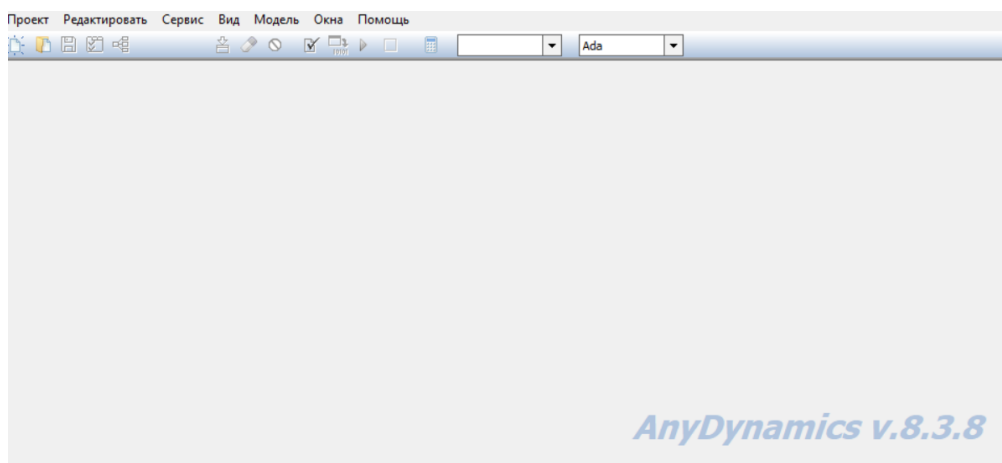 Проект Редактировать Сервис Вид Модель Окна Помощь
Ada
AnyDynamics v.8.3.8